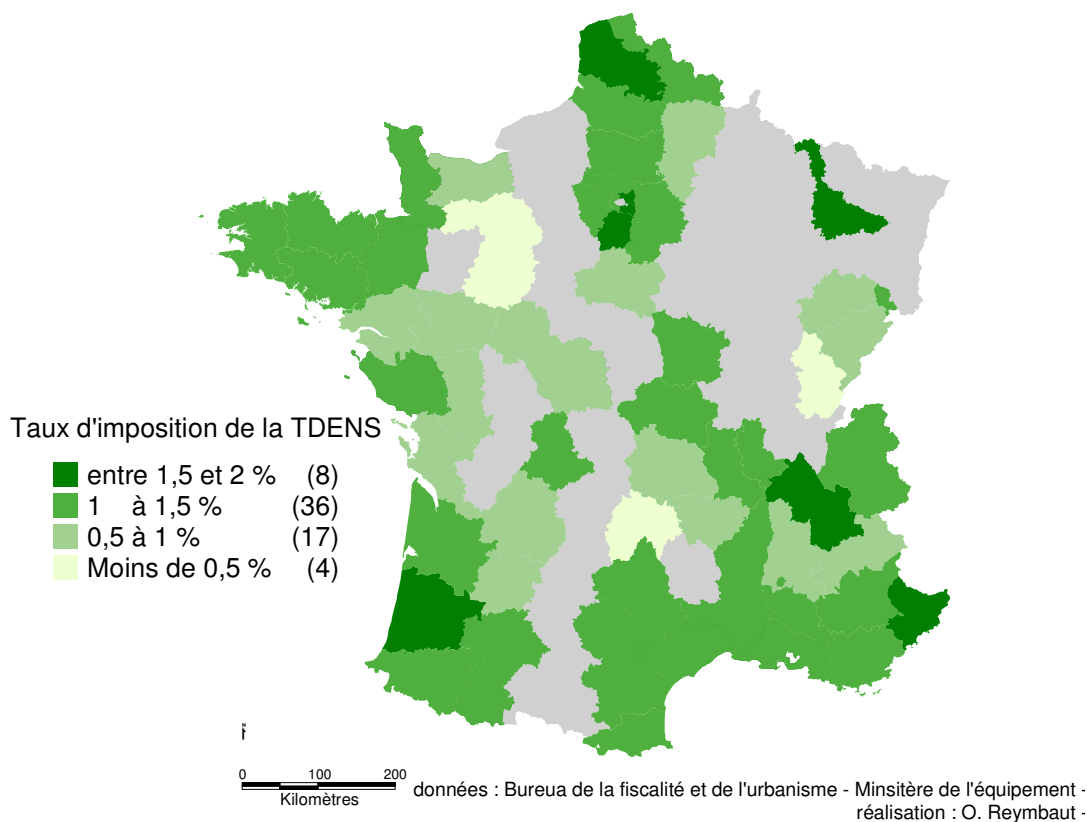 Taux d'imposition de la TDENS
entre 1,5 et 2 % (8)
1 à 1,5 % (36)
0,5 à 1 % (17)
Moins de 0,5 % (4)
0 100 200
Kilomètres
données : Bureua de la fiscalité et de l'urbanisme - Minsitère de l'équipement -
réalisation : O. Reymbaut -